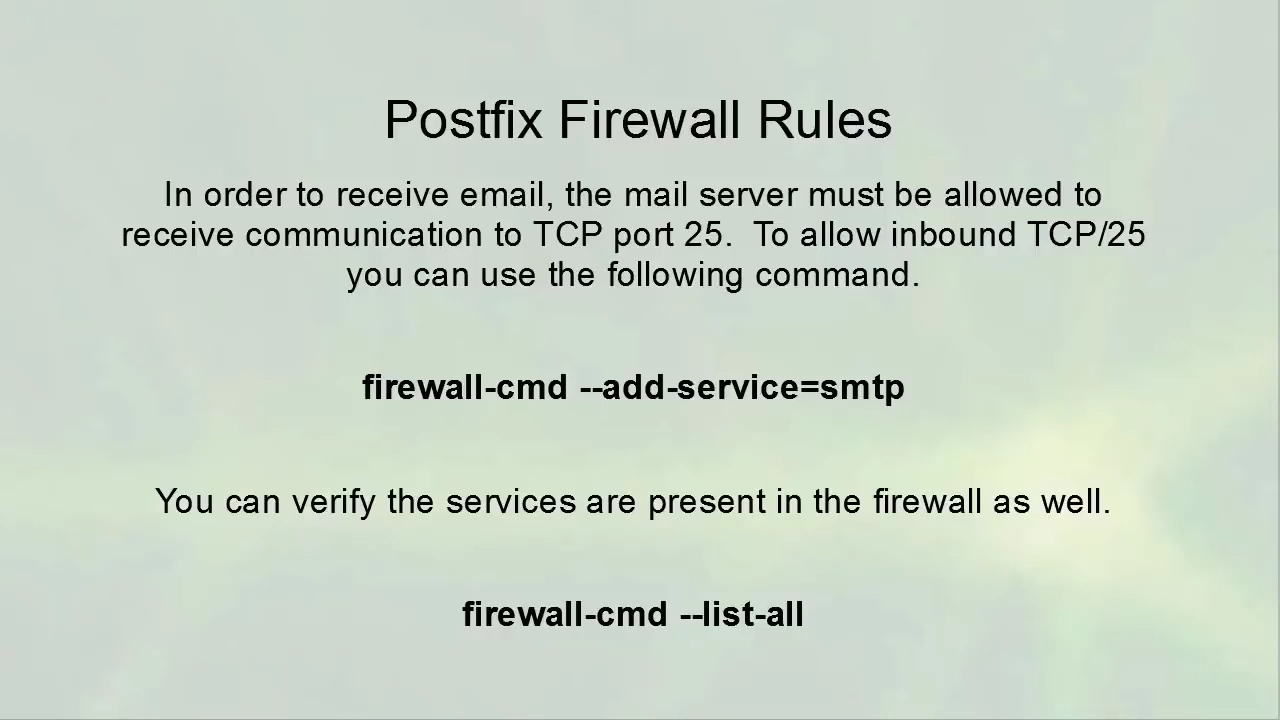 Postfix Firewall Rules
In order to receive email, the mail server must be allowed to
receive communication to TCP port 25.  To allow inbound TCP/25
you can use the following command.
firewall-cmd --add-service=smtp
You can verify the services are present in the firewall as well.
firewall-cmd --list-all